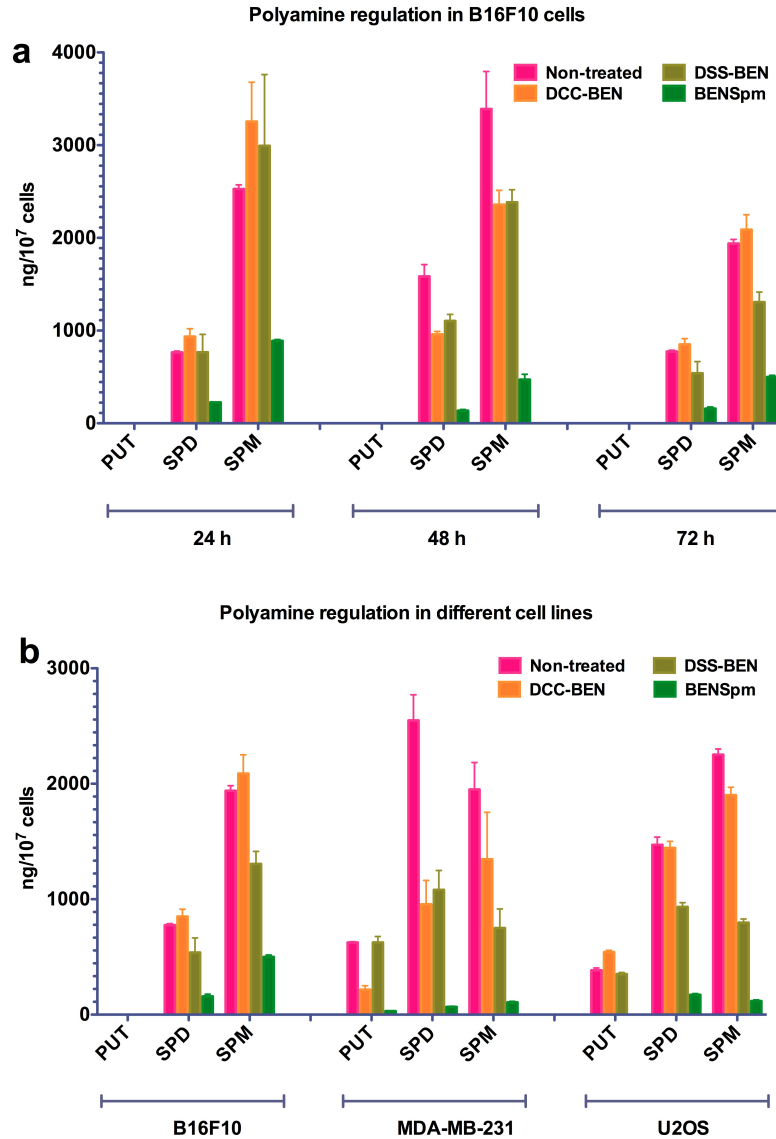 Polyamine regulation in B16F10 cells
a
4000
3000
2000
1000
0
ng/10⁷ cells
Non-treated
DCC-BEN
DSS-BEN
BENSpm
PUT SPD SPM PUT SPD SPM PUT SPD SPM
24 h 48 h 72 h
Polyamine regulation in different cell lines
b
3000
2000
1000
0
ng/10⁷ cells
Non-treated
DCC-BEN
DSS-BEN
BENSpm
PUT SPD SPM PUT SPD SPM PUT SPD SPM
B16F10 MDA-MB-231 U2OS